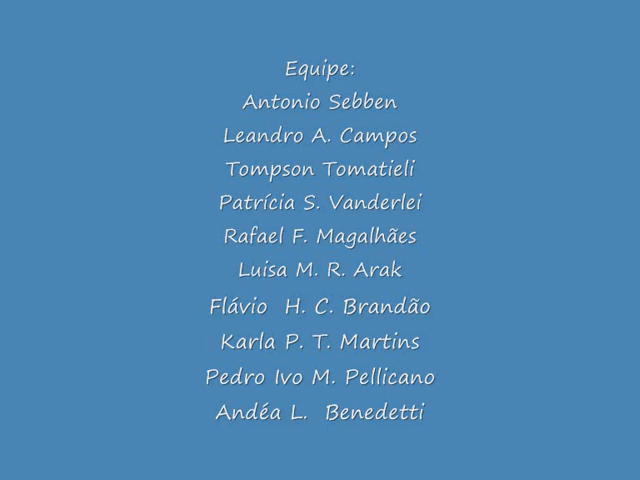 Equipe:
Antonio Sebben
Leandro A. Campos
Tompson Tomatieli
Patrícia S. Vanderlei
Rafael F. Magalhães
Luisa M. R. Arak
Flávio  H. C. Brandão
Karla P. T. Martins
Pedro Ivo M. Pellicano
Andéa L.  Benedetti